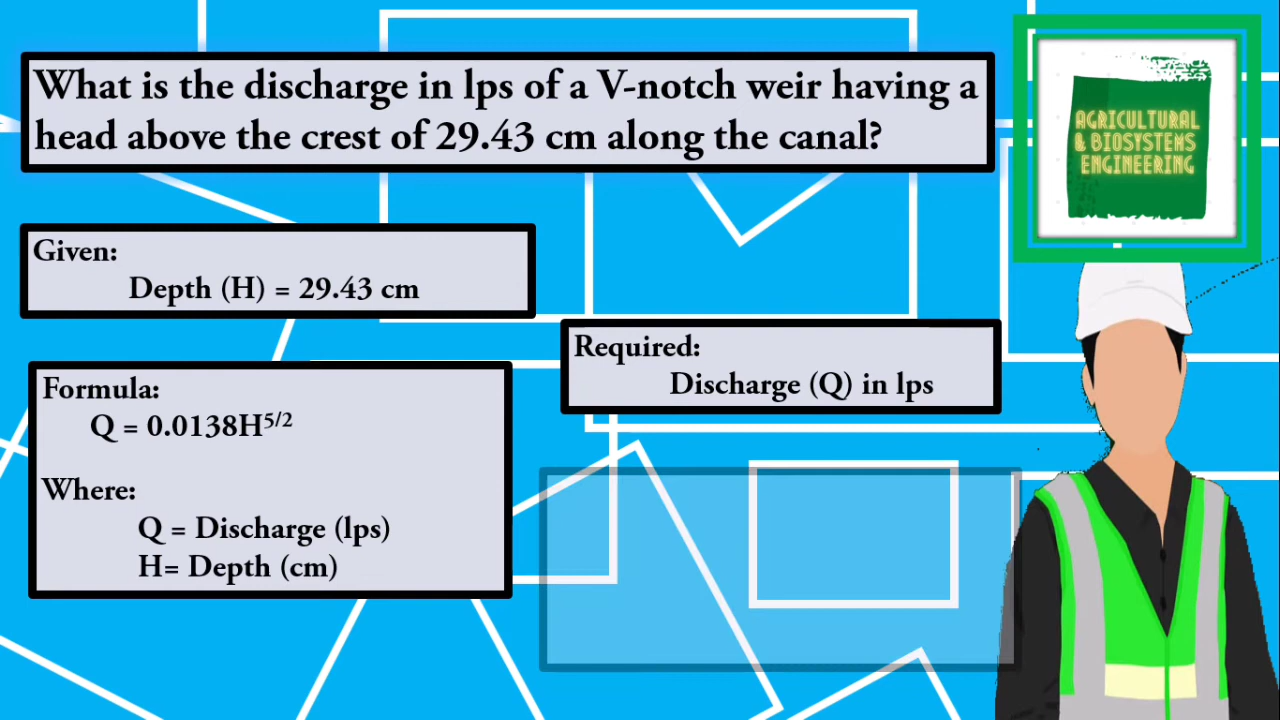 What is the discharge in lps of a V-notch weir having a
head above the crest of 29.43 cm along the canal?
AGRICULTURAL
& BIOSYSTEMS
ENGINEERING
Given:
Depth (H) = 29.43 cm
Required:
Discharge (Q) in lps
Formula:
Q = 0.0138H⁵/²
Where:
Q = Discharge (lps)
H= Depth (cm)